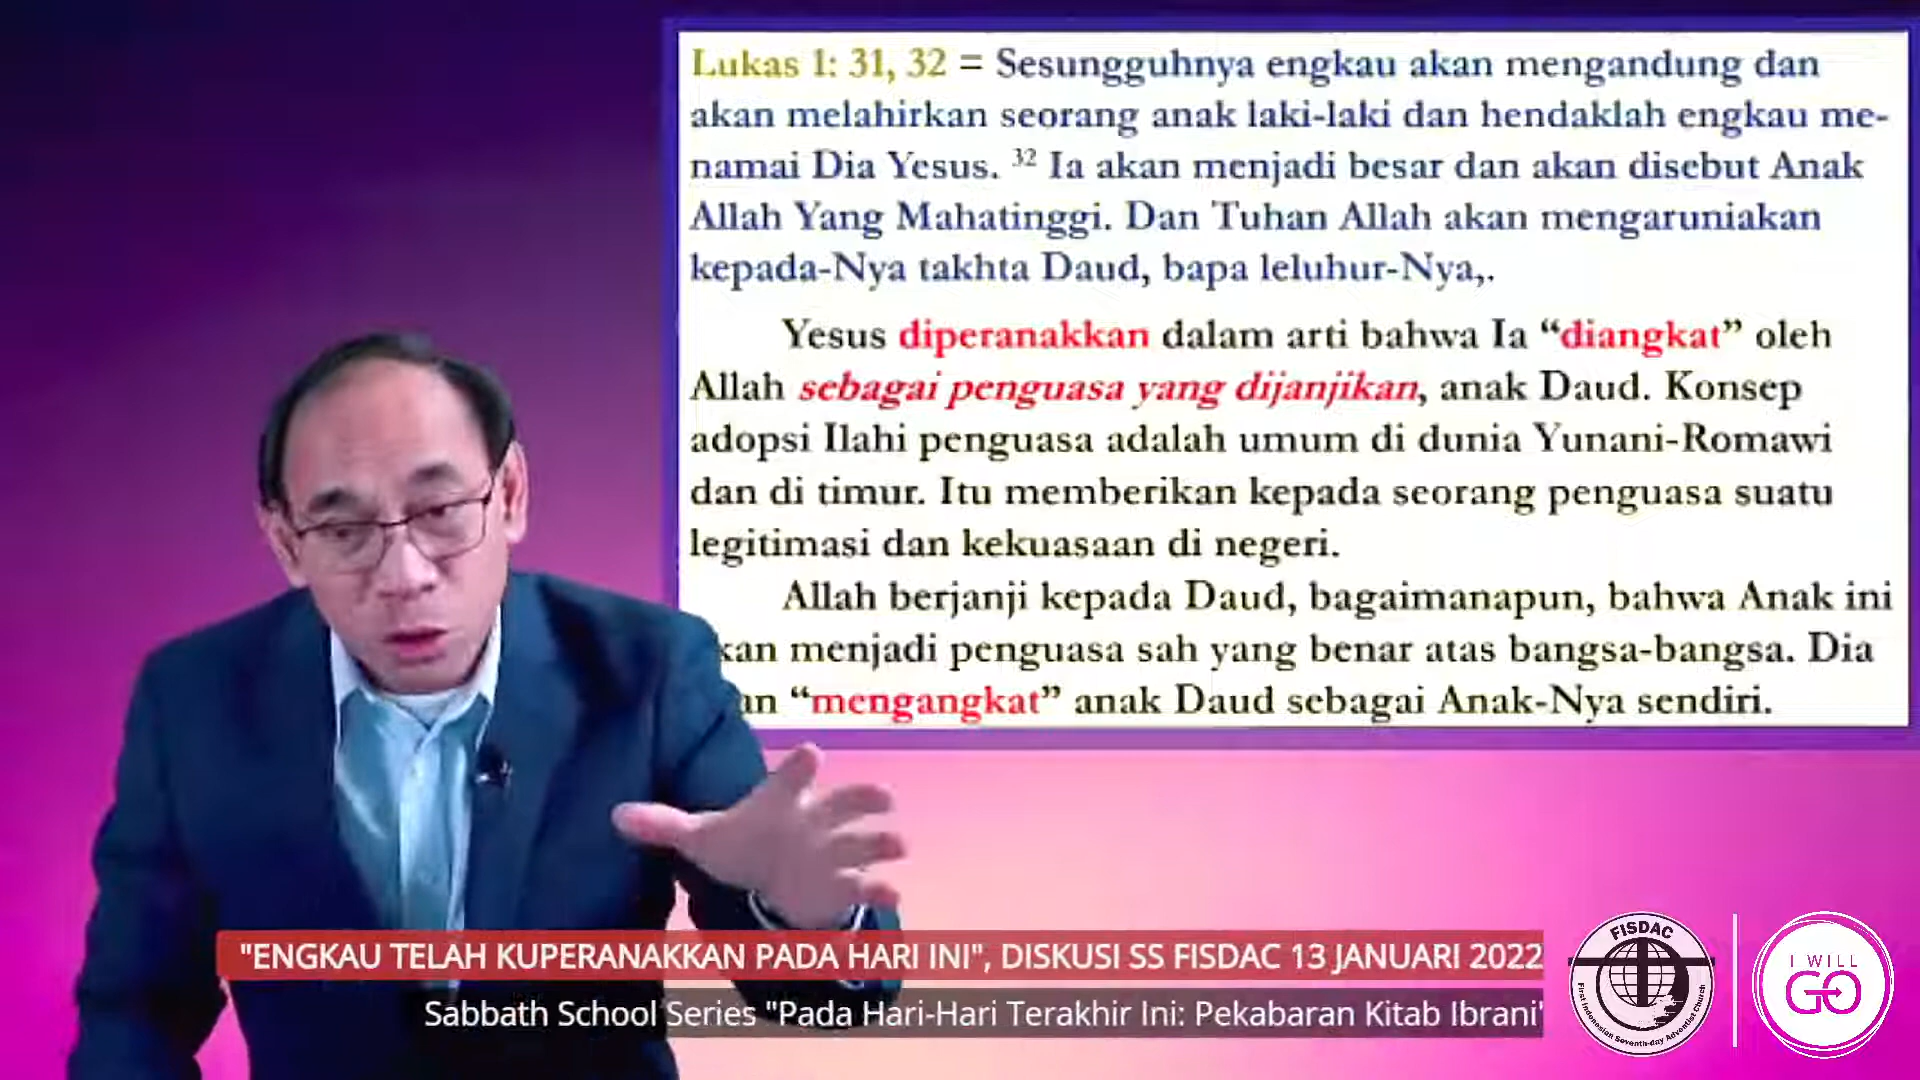 Lukas 1: 31, 32 = Sesungguhnya engkau akan mengandung dan
akan melahirkan seorang anak laki-laki dan hendaklah engkau me-
namai Dia Yesus. 32 Ia akan menjadi besar dan akan disebut Anak
Allah Yang Mahatinggi. Dan Tuhan Allah akan mengaruniakan
kepada-Nya takhta Daud, bapa leluhur-Nya,.
Yesus diperanakkan dalam arti bahwa Ia “diangkat” oleh
Allah sebagai penguasa yang dijanjikan, anak Daud. Konsep
adopsi Ilahi penguasa adalah umum di dunia Yunani-Romawi
dan di timur. Itu memberikan kepada seorang penguasa suatu
legitimasi dan kekuasaan di negeri.
Allah berjanji kepada Daud, bagaimanapun, bahwa Anak ini
kan menjadi penguasa sah yang benar atas bangsa-bangsa. Dia
an “mengangkat” anak Daud sebagai Anak-Nya sendiri.
"ENGKAU TELAH KUPERANAKKAN PADA HARI INI", DISKUSI SS FISDAC 13 JANUARI 2022
Sabbath School Series "Pada Hari-Hari Terakhir Ini: Pekabaran Kitab Ibrani"
FISDAC
First Indonesian Seventh-day Adventist Church
I WILL
GO